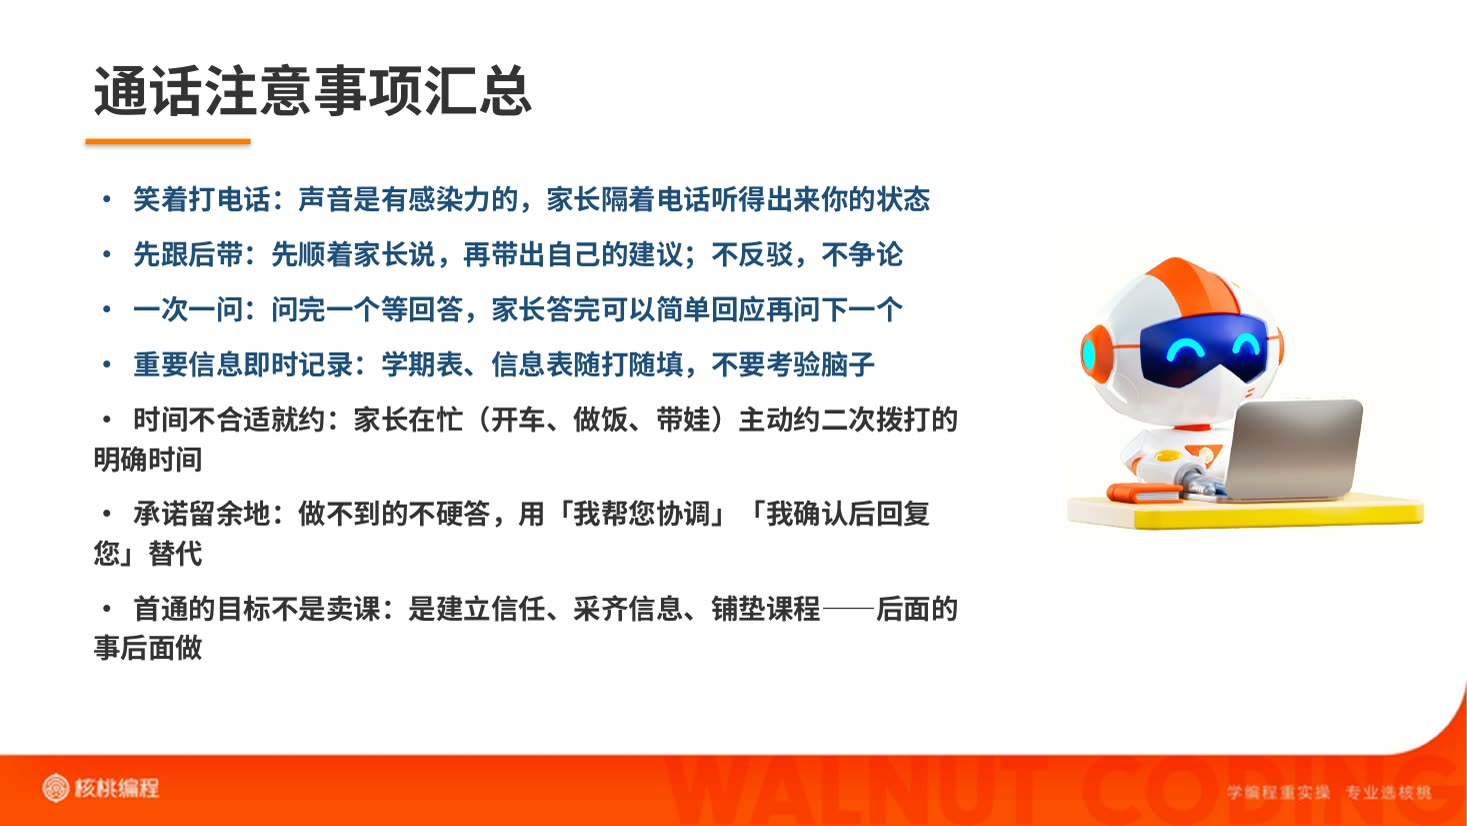 通话注意事项汇总
• 笑着打电话：声音是有感染力的，家长隔着电话听得出来你的状态
• 先跟后带：先顺着家长说，再带出自己的建议；不反驳，不争论
• 一次一问：问完一个等回答，家长答完可以简单回应再问下一个
• 重要信息即时记录：学期表、信息表随打随填，不要考验脑子
• 时间不合适就约：家长在忙（开车、做饭、带娃）主动约二次拨打的
明确时间
• 承诺留余地：做不到的不硬答，用「我帮您协调」「我确认后回复
您」替代
• 首通的目标不是卖课：是建立信任、采齐信息、铺垫课程——后面的
事后面做
核桃编程
WALNUT CODING
学编程重实操 专业选核桃